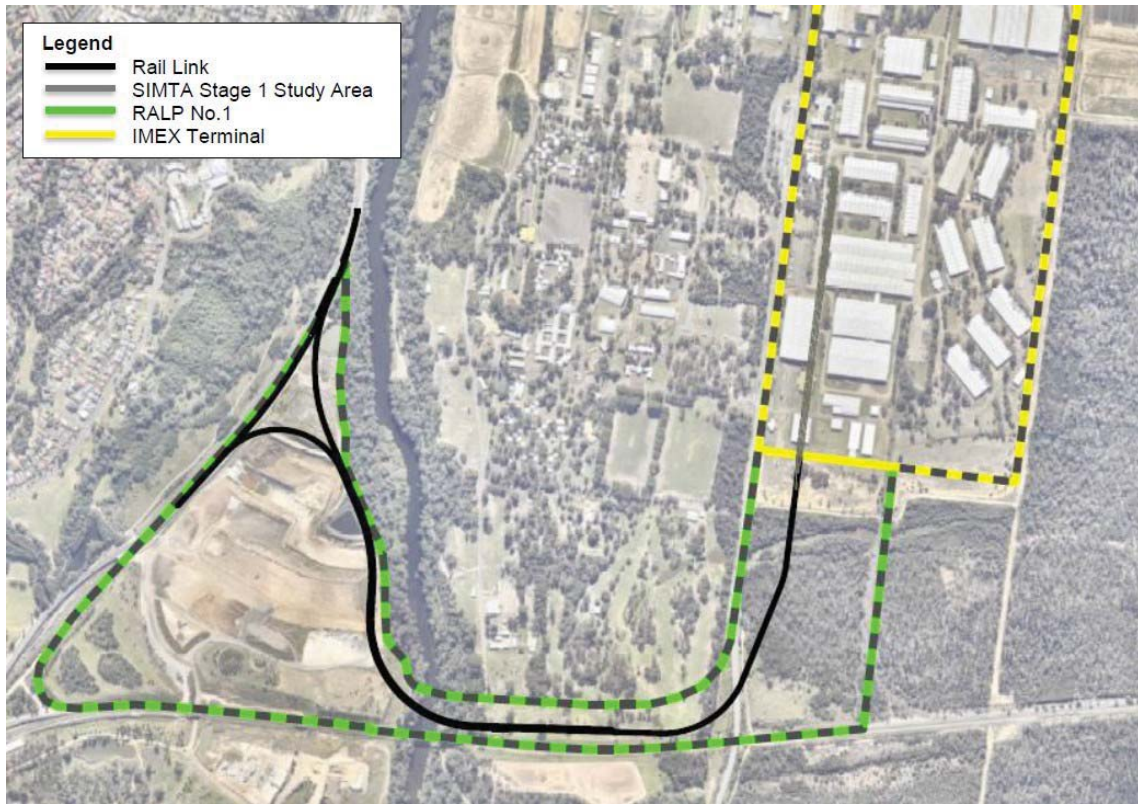 Legend
Rail Link
SIMTA Stage 1 Study Area
RALP No.1
IMEX Terminal